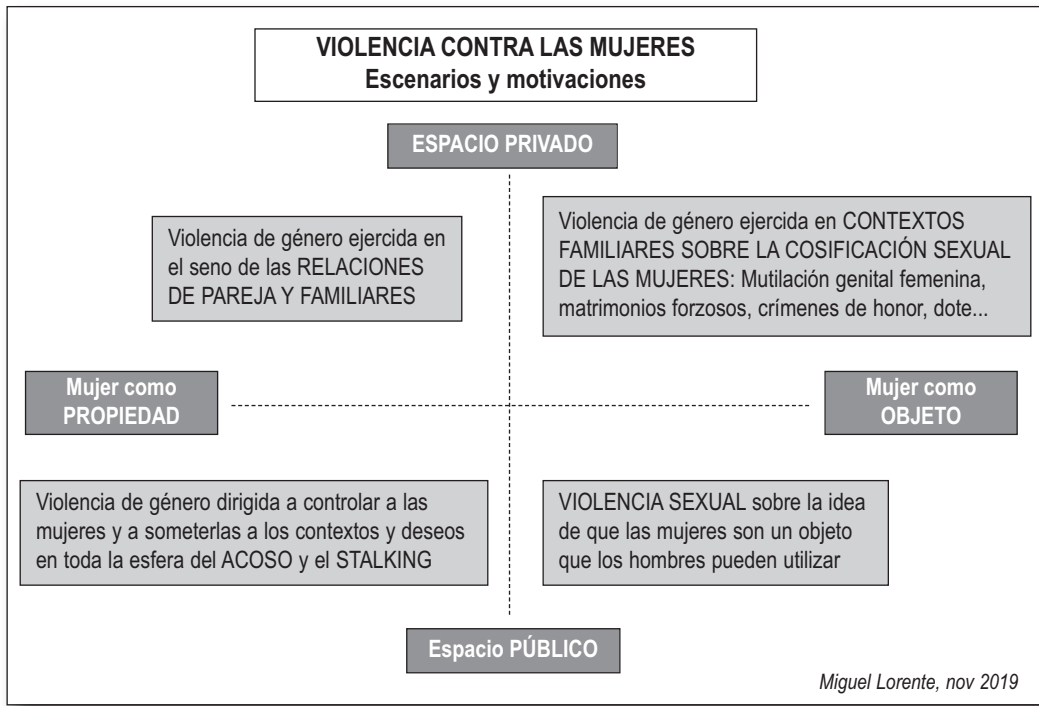 VIOLENCIA CONTRA LAS MUJERES
Escenarios y motivaciones
ESPACIO PRIVADO
Violencia de género ejercida en
el seno de las RELACIONES
DE PAREJA Y FAMILIARES
Violencia de género ejercida en CONTEXTOS
FAMILIARES SOBRE LA COSIFICACIÓN SEXUAL
DE LAS MUJERES: Mutilación genital femenina,
matrimonios forzosos, crímenes de honor, dote...
Mujer como
PROPIEDAD
Mujer como
OBJETO
Violencia de género dirigida a controlar a las
mujeres y a someterlas a los contextos y deseos
en toda la esfera del ACOSO y el STALKING
VIOLENCIA SEXUAL sobre la idea
de que las mujeres son un objeto
que los hombres pueden utilizar
Espacio PÚBLICO
Miguel Lorente, nov 2019